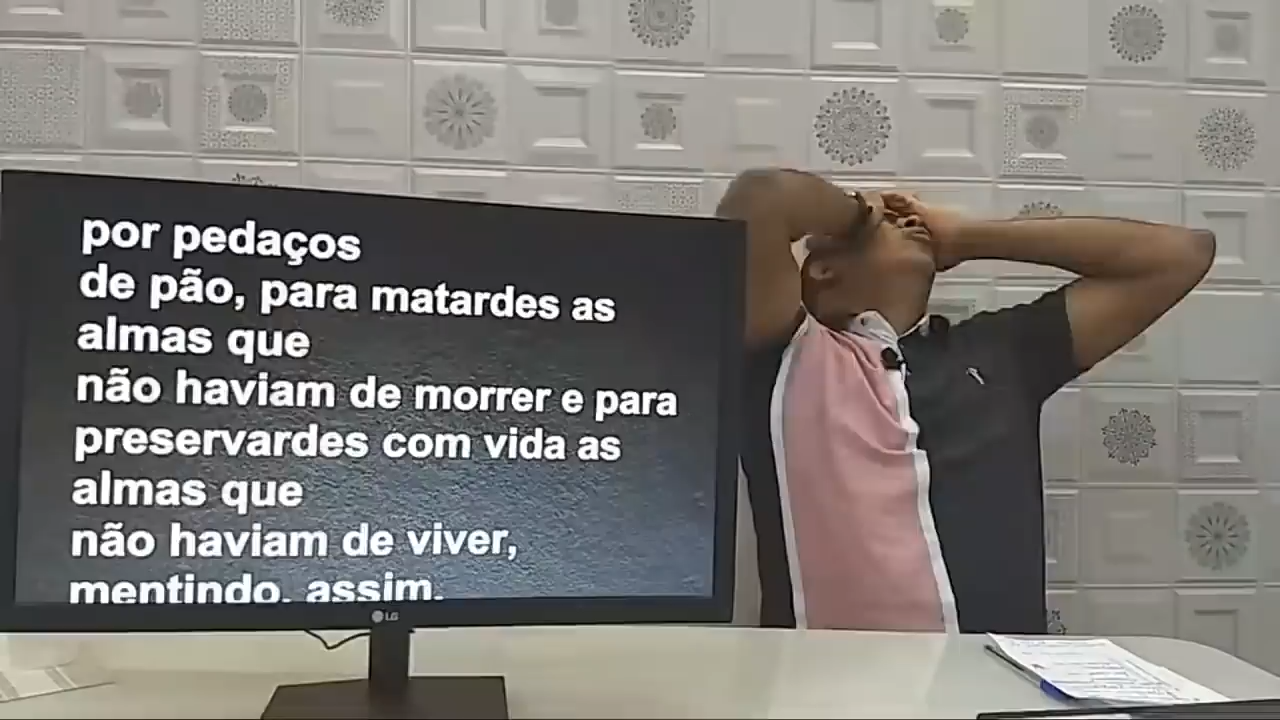 por pedaços
de pão, para matardes as
almas que
não haviam de morrer e para
preservardes com vida as
almas que
não haviam de viver,
mentindo, assim,
LG